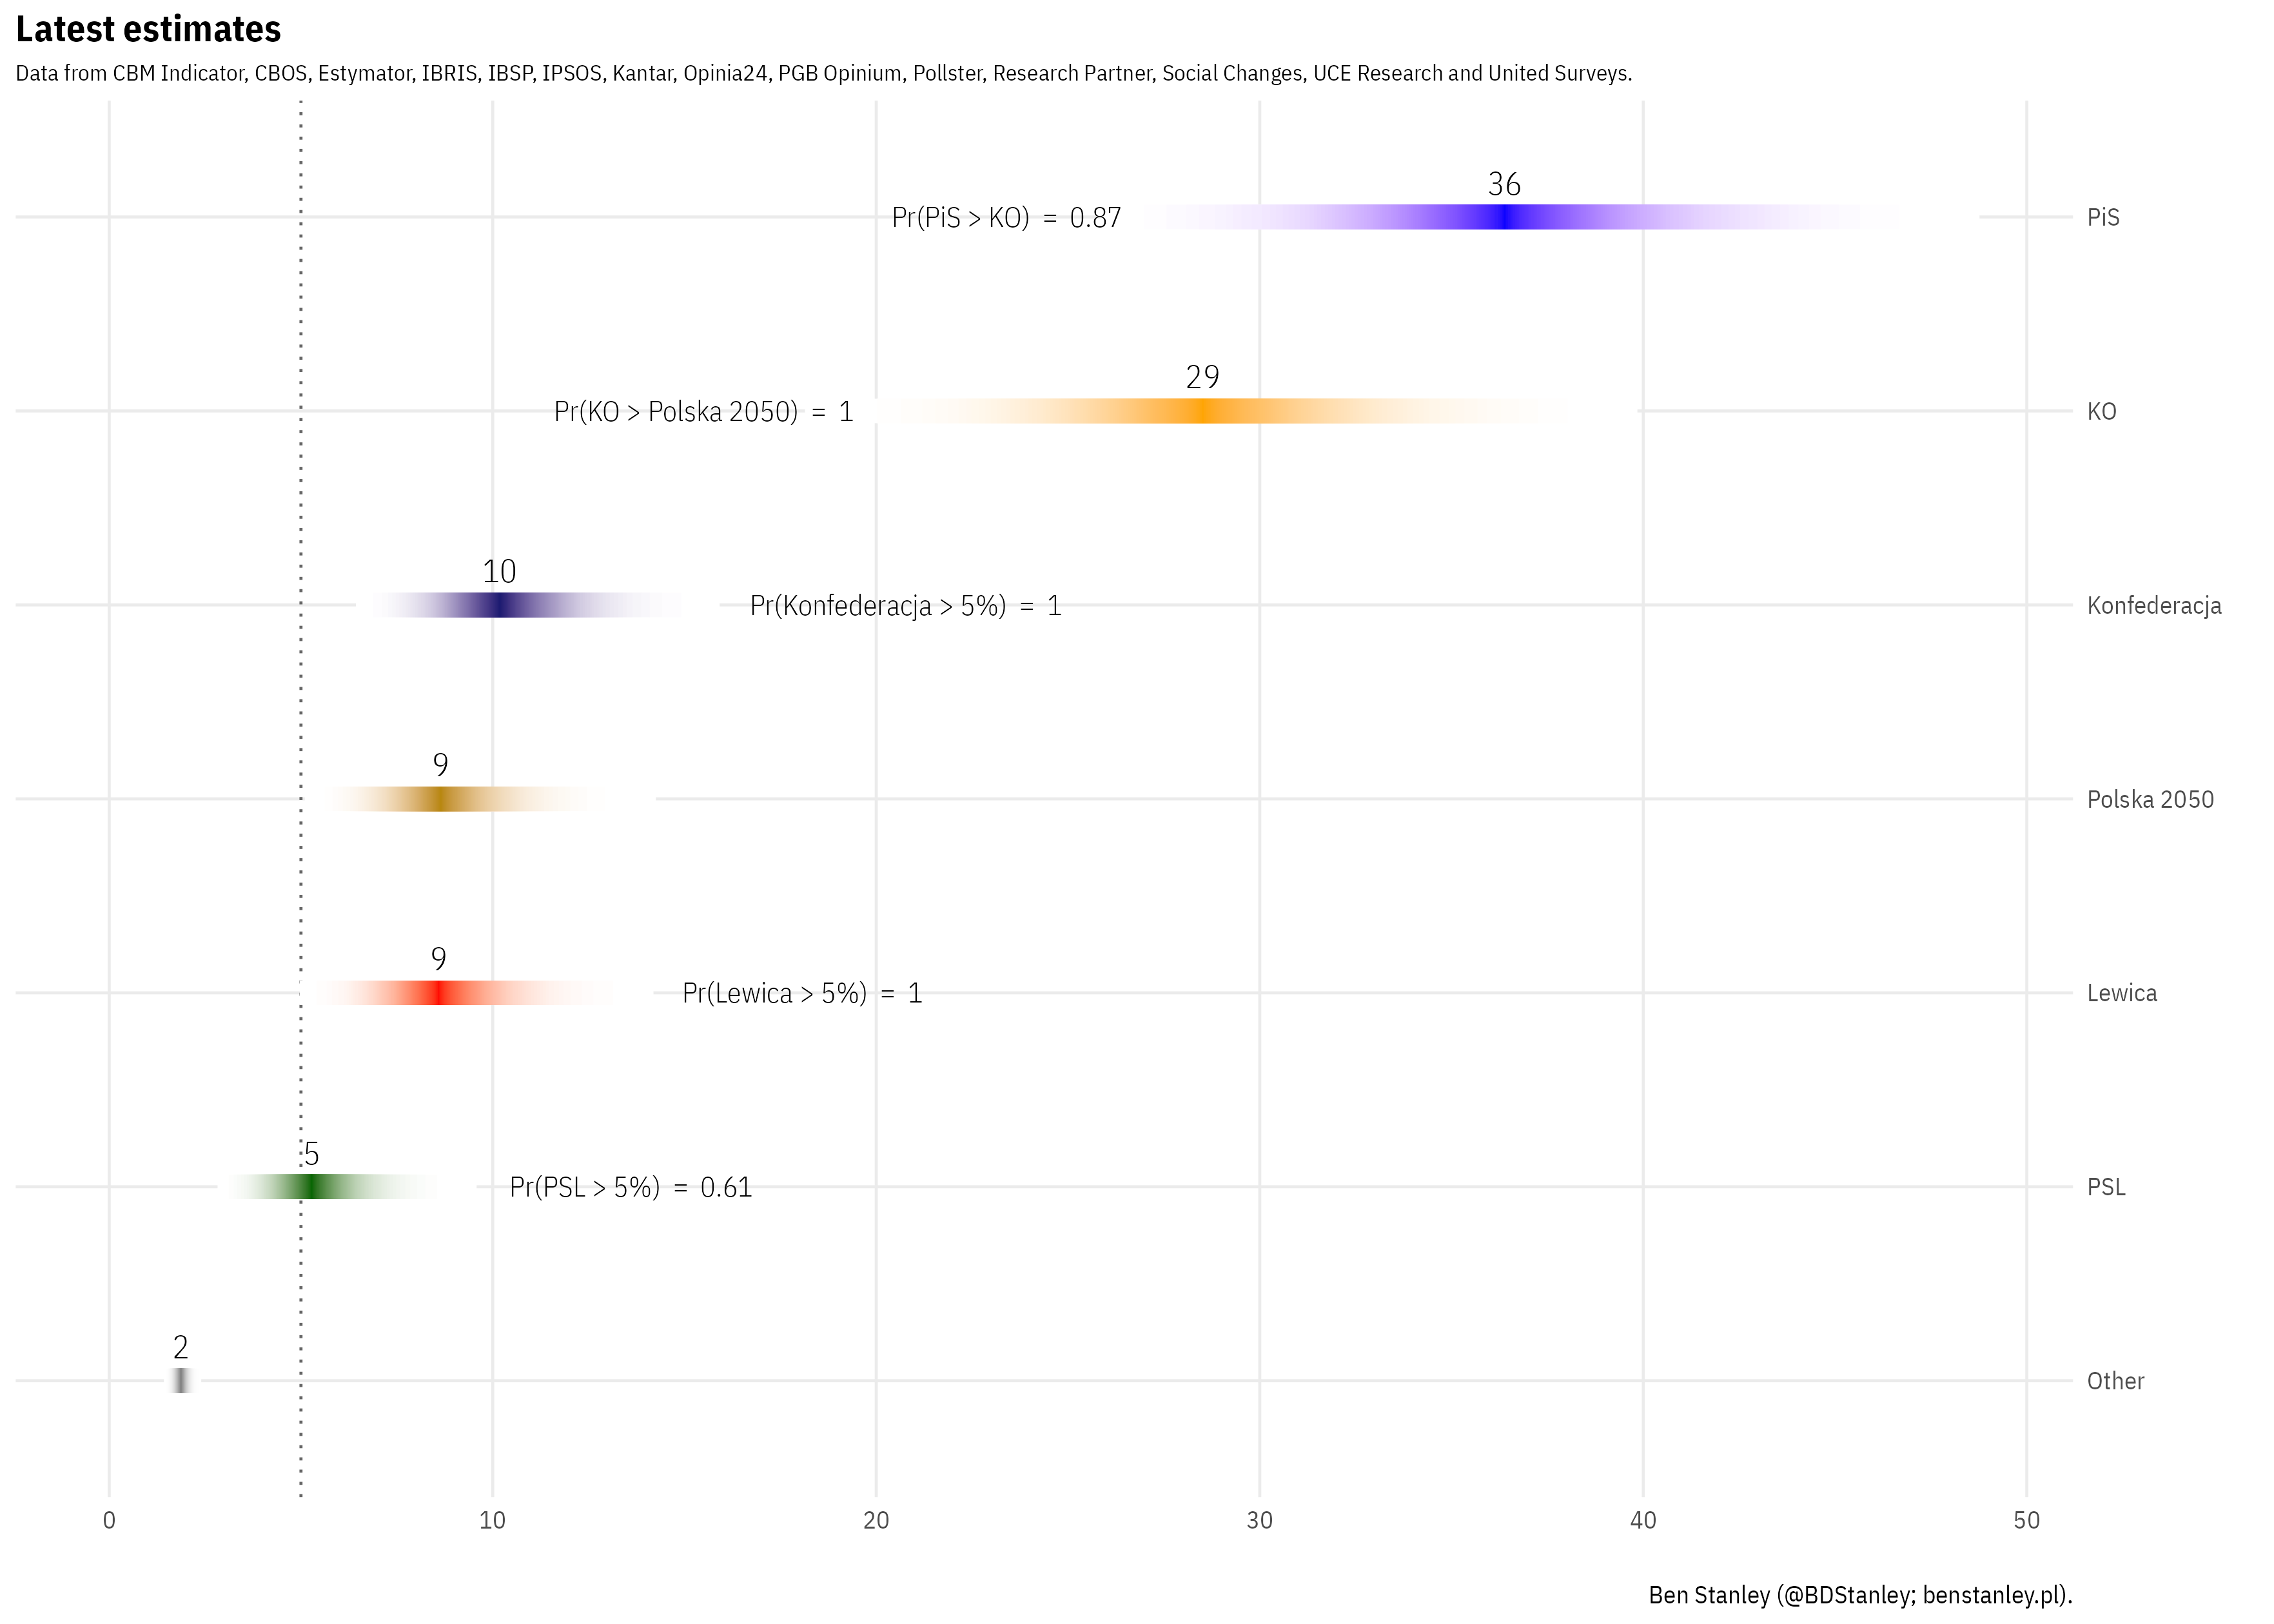 Latest estimates
Data from CBM Indicator, CBOS, Estymator, IBRIS, IBSP, IPSOS, Kantar, Opinia24, PGB Opinium, Pollster, Research Partner, Social Changes, UCE Research and United Surveys.
36
Pr(PiS > KO) = 0.87
PiS
29
Pr(KO > Polska 2050) = 1
KO
10
Pr(Konfederacja > 5%) = 1
Konfederacja
9
Polska 2050
9
Pr(Lewica > 5%) = 1
Lewica
5
Pr(PSL > 5%) = 0.61
PSL
2
Other
0 10 20 30 40 50
Ben Stanley (@BDStanley; benstanley.pl).